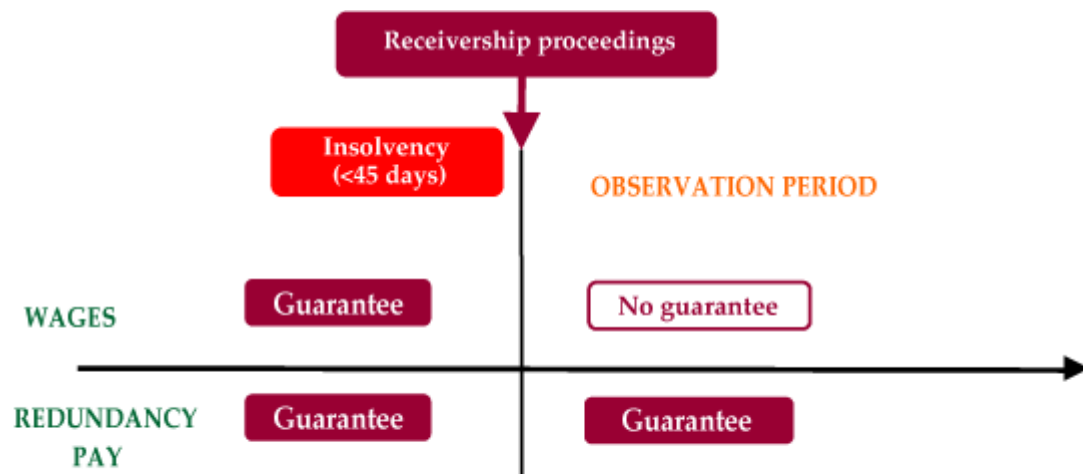 Receivership proceedings
Insolvency
(<45 days)
OBSERVATION PERIOD
WAGES
Guarantee
No guarantee
REDUNDANCY
PAY
Guarantee
Guarantee